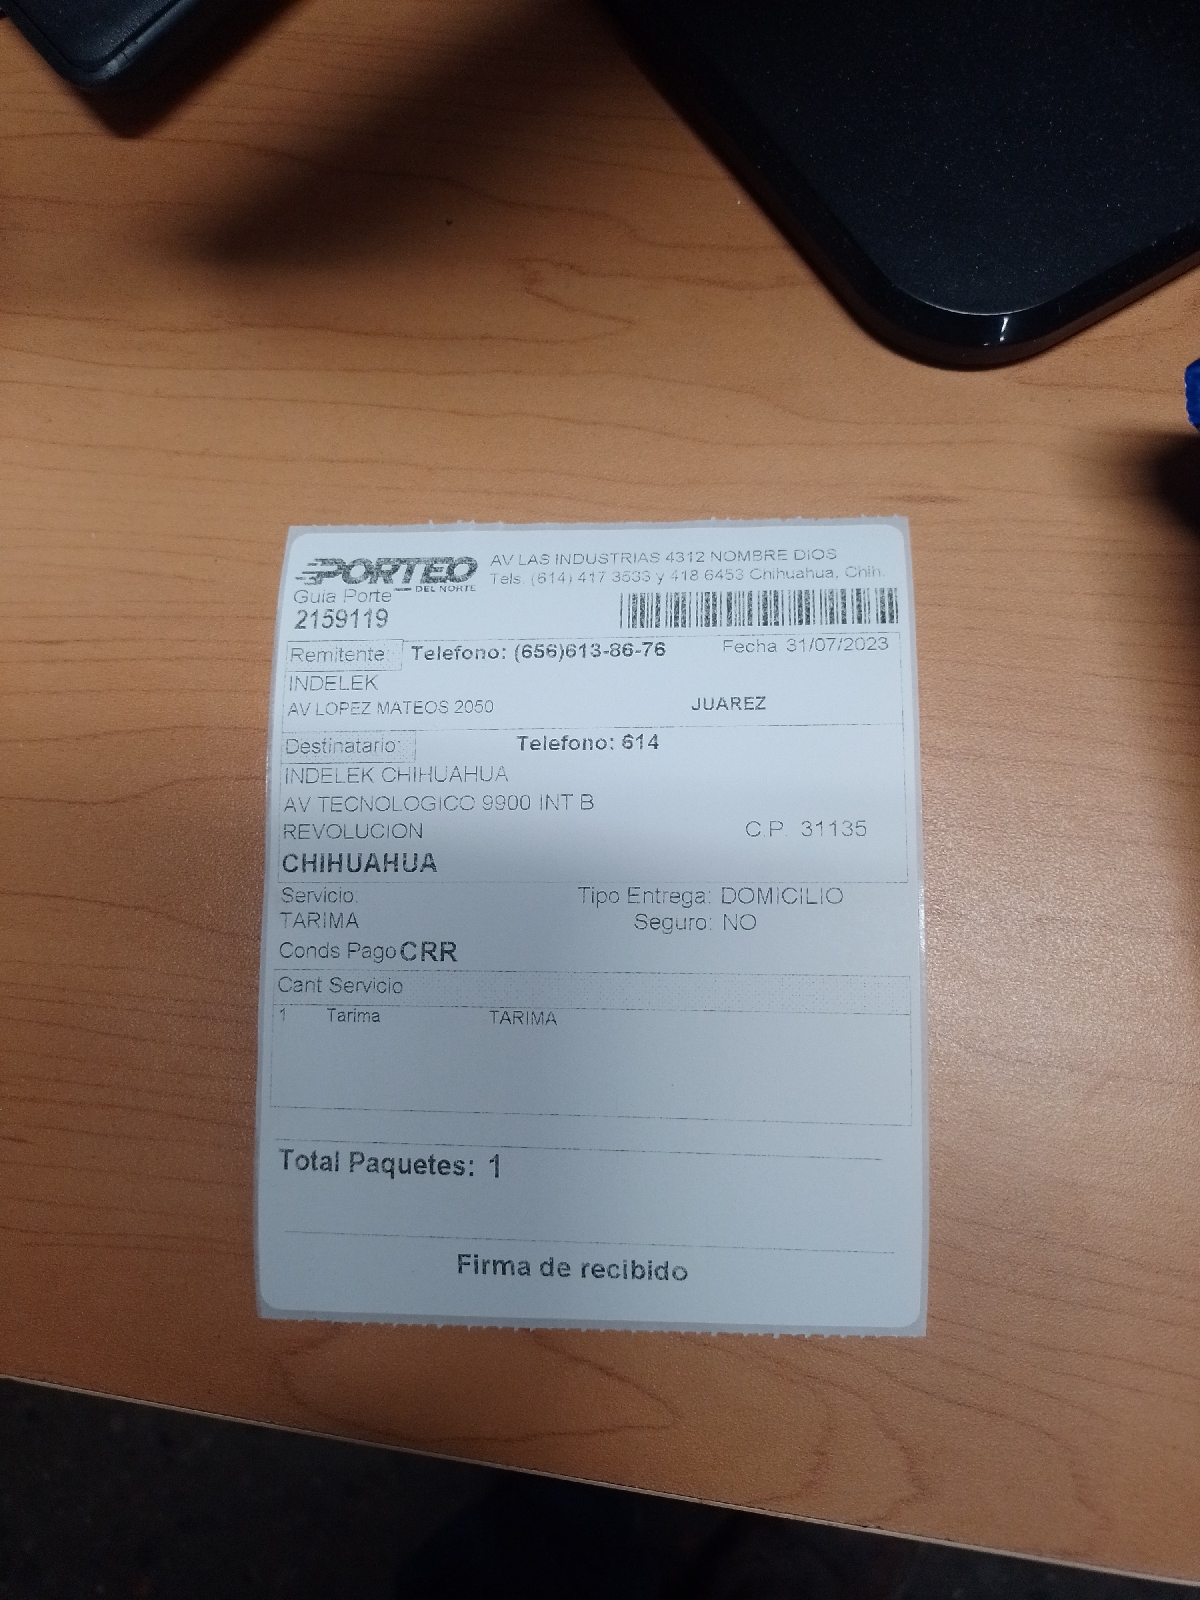 PORTEO
DEL NORTE
AV LAS INDUSTRIAS 4312 NOMBRE DIOS
Tels. (614) 417 3533 y 418 6453 Chihuahua, Chih.
Guia Porte
2159119
Remitente: Telefono: (656)613-86-76 Fecha 31/07/2023
INDELEK
AV LOPEZ MATEOS 2050 JUAREZ
Destinatario: Telefono: 614
INDELEK CHIHUAHUA
AV TECNOLOGICO 9900 INT B
REVOLUCION C.P. 31135
CHIHUAHUA
Servicio: Tipo Entrega: DOMICILIO
TARIMA Seguro: NO
Conds Pago CRR
Cant Servicio
1 Tarima TARIMA
Total Paquetes: 1
Firma de recibido